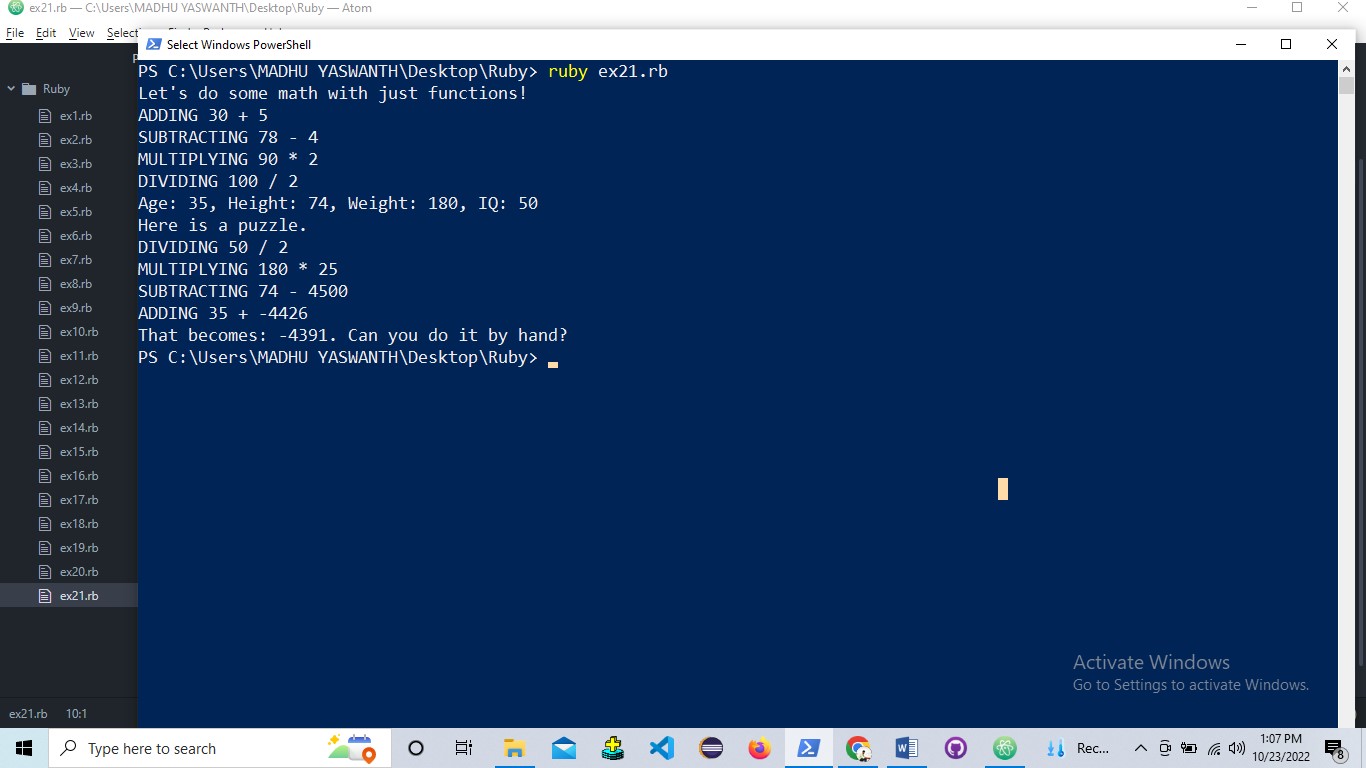 ex21.rb — C:\Users\MADHU YASWANTH\Desktop\Ruby — Atom
File Edit View Select
Select Windows PowerShell
Ruby
ex1.rb
ex2.rb
ex3.rb
ex4.rb
ex5.rb
ex6.rb
ex7.rb
ex8.rb
ex9.rb
ex10.rb
ex11.rb
ex12.rb
ex13.rb
ex14.rb
ex15.rb
ex16.rb
ex17.rb
ex18.rb
ex19.rb
ex20.rb
ex21.rb
PS C:\Users\MADHU YASWANTH\Desktop\Ruby> ruby ex21.rb
Let's do some math with just functions!
ADDING 30 + 5
SUBTRACTING 78 - 4
MULTIPLYING 90 * 2
DIVIDING 100 / 2
Age: 35, Height: 74, Weight: 180, IQ: 50
Here is a puzzle.
DIVIDING 50 / 2
MULTIPLYING 180 * 25
SUBTRACTING 74 - 4500
ADDING 35 + -4426
That becomes: -4391. Can you do it by hand?
PS C:\Users\MADHU YASWANTH\Desktop\Ruby>
Activate Windows
Go to Settings to activate Windows.
ex21.rb 10:1
Type here to search
Rec...
1:07 PM
10/23/2022
8